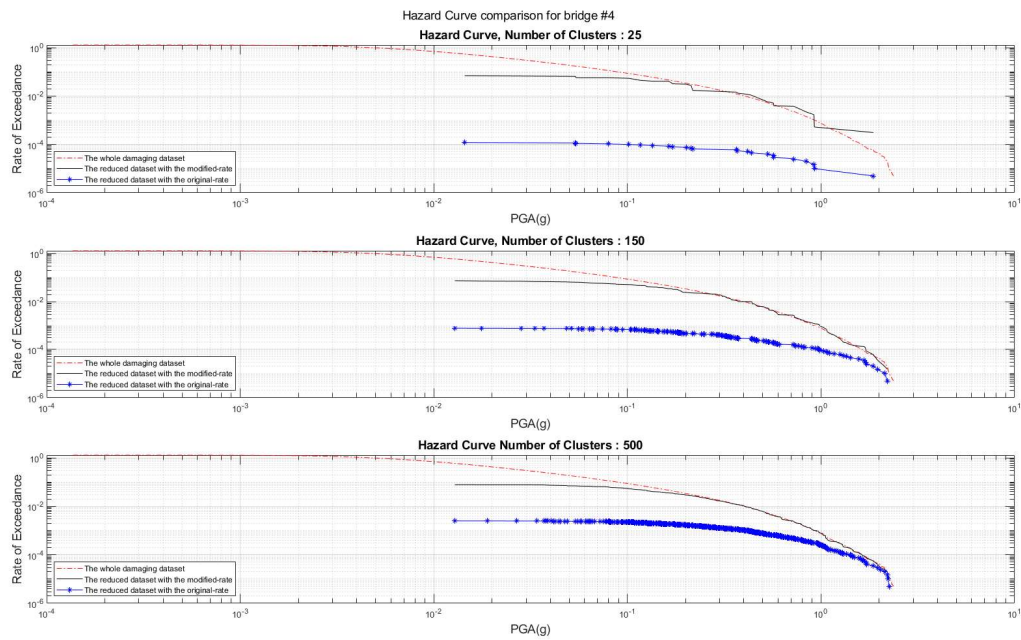 Hazard Curve comparison for bridge #4
Hazard Curve, Number of Clusters : 25
Rate of Exceedance
10^0
10^-2
10^-4
10^-6
The whole damaging dataset
The reduced dataset with the modified-rate
The reduced dataset with the original-rate
10^-4 10^-3 10^-2 10^-1 10^0 10^1
PGA(g)
Hazard Curve, Number of Clusters : 150
Rate of Exceedance
10^0
10^-2
10^-4
10^-6
The whole damaging dataset
The reduced dataset with the modified-rate
The reduced dataset with the original-rate
10^-4 10^-3 10^-2 10^-1 10^0 10^1
PGA(g)
Hazard Curve Number of Clusters : 500
Rate of Exceedance
10^0
10^-2
10^-4
10^-6
The whole damaging dataset
The reduced dataset with the modified-rate
The reduced dataset with the original-rate
10^-4 10^-3 10^-2 10^-1 10^0 10^1
PGA(g)